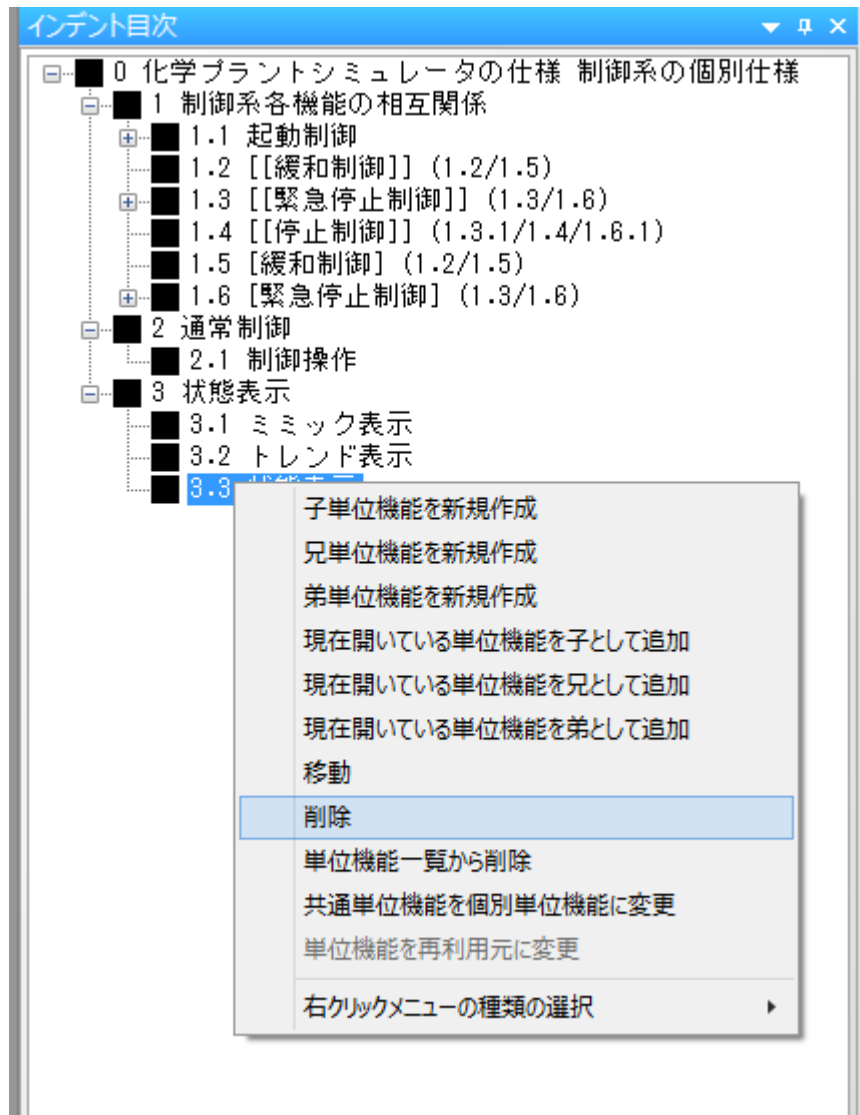 インデント目次
0 化学プラントシミュレータの仕様 制御系の個別仕様
1 制御系各機能の相互関係
1.1 起動制御
1.2 [[緩和制御]] (1.2/1.5)
1.3 [[緊急停止制御]] (1.3/1.6)
1.4 [[停止制御]] (1.3.1/1.4/1.6.1)
1.5 [緩和制御] (1.2/1.5)
1.6 [緊急停止制御] (1.3/1.6)
2 通常制御
2.1 制御操作
3 状態表示
3.1 ミミック表示
3.2 トレンド表示
3.3
子単位機能を新規作成
兄単位機能を新規作成
弟単位機能を新規作成
現在開いている単位機能を子として追加
現在開いている単位機能を兄として追加
現在開いている単位機能を弟として追加
移動
削除
単位機能一覧から削除
共通単位機能を個別単位機能に変更
単位機能を再利用元に変更
右クリックメニューの種類の選択